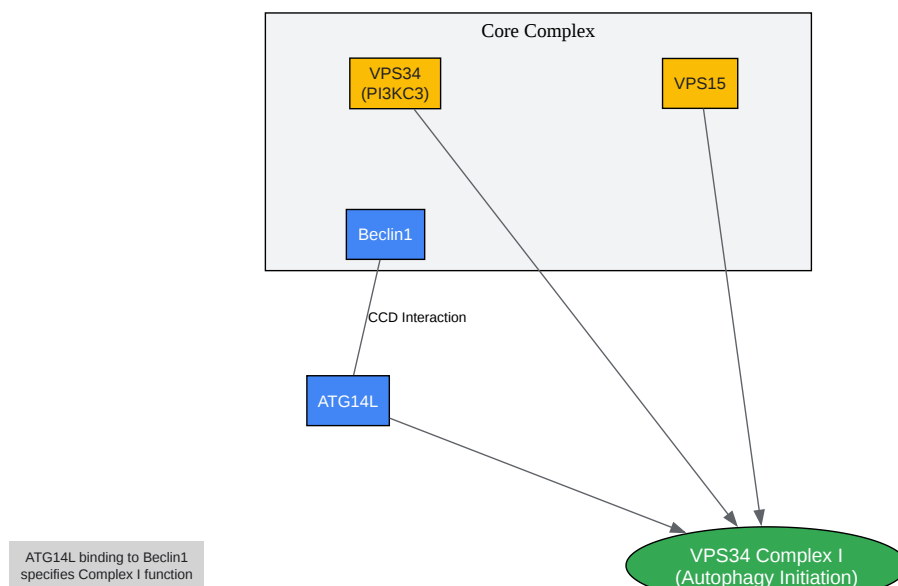 Core Complex
VPS34
(PI3KC3)
VPS15
Beclin1
CCD Interaction
ATG14L
VPS34 Complex I
(Autophagy Initiation)
ATG14L binding to Beclin1
specifies Complex I function